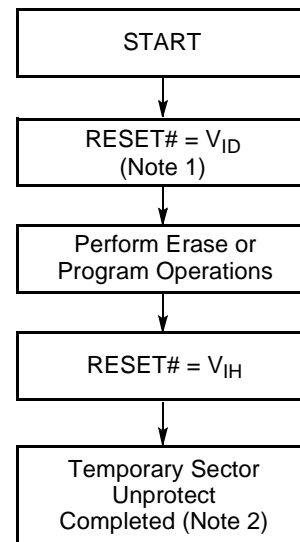 START
RESET# = VID
(Note 1)
Perform Erase or
Program Operations
RESET# = VIH
Temporary Sector
Unprotect
Completed (Note 2)